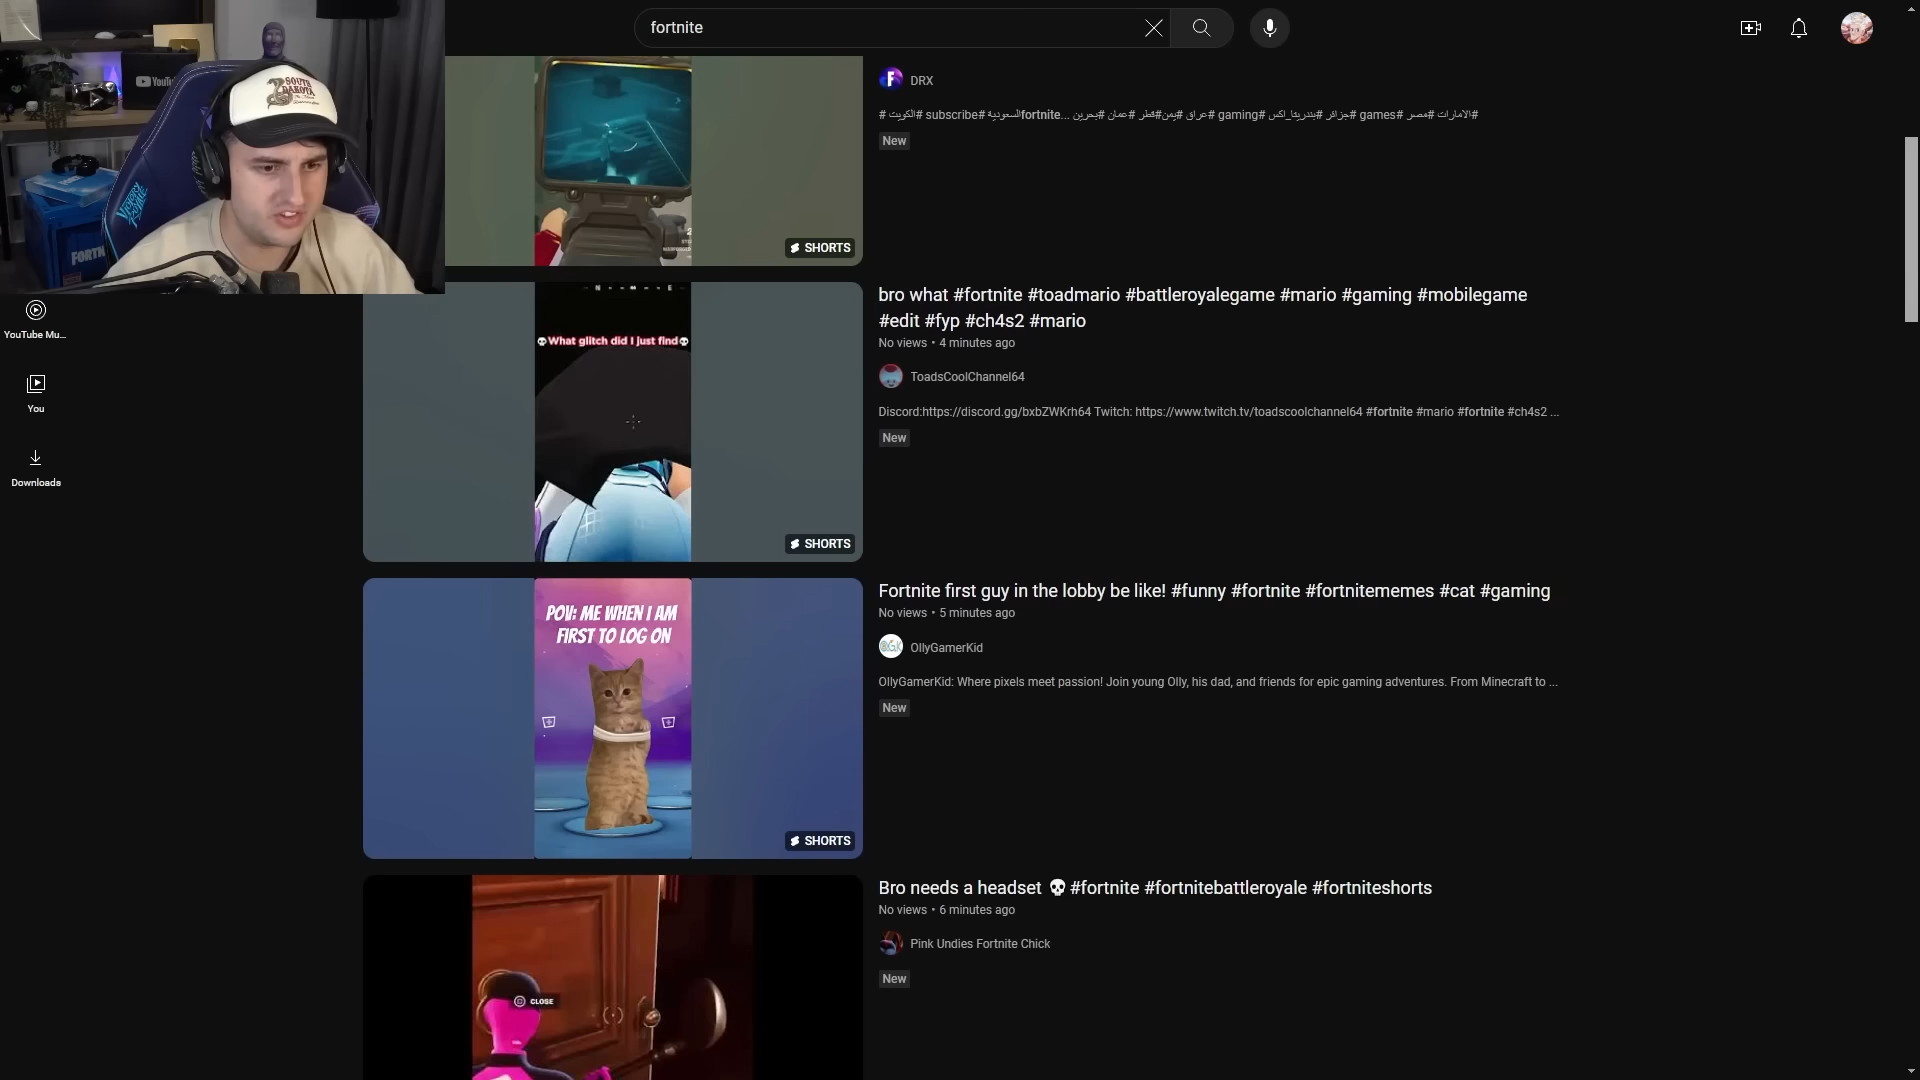 fortnite
YouTu
SOUTH
DAKOTA
VICTORY
ROYALE
FORTN
YouTube Mu...
You
Downloads
SHORTS
DRX
# الكويت# subscribe# السعودية#fortnite... الامارات# مصر# games# جزائر# بندريتا_اكس# gaming# عراق# يمن#قطر# عمان# بحرين#
New
What glitch did I just find
SHORTS
bro what #fortnite #toadmario #battleroyalegame #mario #gaming #mobilegame
#edit #fyp #ch4s2 #mario
No views • 4 minutes ago
ToadsCoolChannel64
Discord:https://discord.gg/bxbZWKrh64 Twitch: https://www.twitch.tv/toadscoolchannel64 #fortnite #mario #fortnite #ch4s2 ...
New
POV: ME WHEN I AM
FIRST TO LOG ON
SHORTS
Fortnite first guy in the lobby be like! #funny #fortnite #fortnitememes #cat #gaming
No views • 5 minutes ago
OGK
OllyGamerKid
OllyGamerKid: Where pixels meet passion! Join young Olly, his dad, and friends for epic gaming adventures. From Minecraft to ...
New
CLOSE
Bro needs a headset 💀 #fortnite #fortnitebattleroyale #fortniteshorts
No views • 6 minutes ago
Pink Undies Fortnite Chick
New